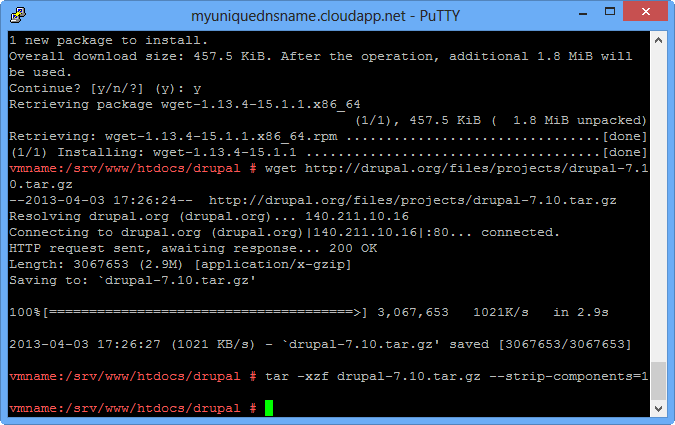 myuniquednsname.cloudapp.net - PuTTY
1 new package to install.
Overall download size: 457.5 KiB. After the operation, additional 1.8 MiB will
be used.
Continue? [y/n/?] (y): y
Retrieving package wget-1.13.4-15.1.1.x86_64
(1/1), 457.5 KiB (  1.8 MiB unpacked)
Retrieving: wget-1.13.4-15.1.1.x86_64.rpm ................................[done]
(1/1) Installing: wget-1.13.4-15.1.1 .....................................[done]
vmname:/srv/www/htdocs/drupal # wget http://drupal.org/files/projects/drupal-7.1
0.tar.gz
--2013-04-03 17:26:24--  http://drupal.org/files/projects/drupal-7.10.tar.gz
Resolving drupal.org (drupal.org)... 140.211.10.16
Connecting to drupal.org (drupal.org)|140.211.10.16|:80... connected.
HTTP request sent, awaiting response... 200 OK
Length: 3067653 (2.9M) [application/x-gzip]
Saving to: `drupal-7.10.tar.gz'
100%[======================================>] 3,067,653   1021K/s   in 2.9s
2013-04-03 17:26:27 (1021 KB/s) - `drupal-7.10.tar.gz' saved [3067653/3067653]
vmname:/srv/www/htdocs/drupal # tar -xzf drupal-7.10.tar.gz --strip-components=1
vmname:/srv/www/htdocs/drupal #